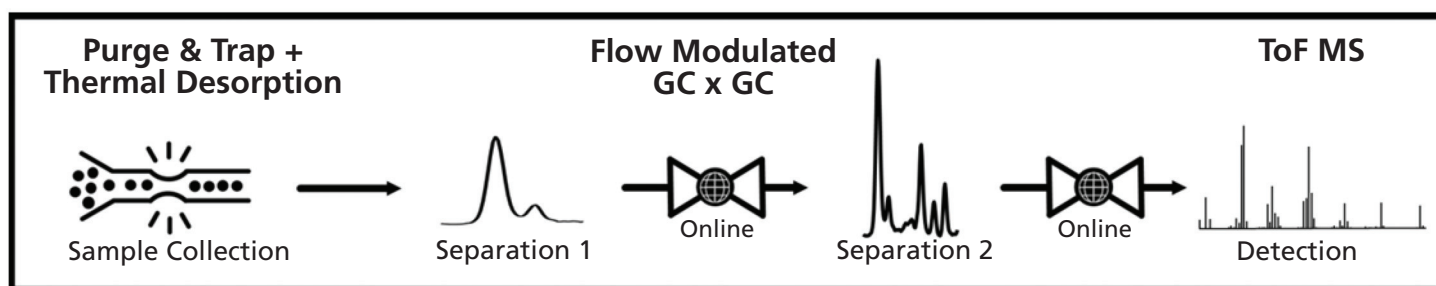 Purge & Trap +
Thermal Desorption
Flow Modulated
GC x GC
ToF MS
Sample Collection
Separation 1
Online
Separation 2
Online
Detection